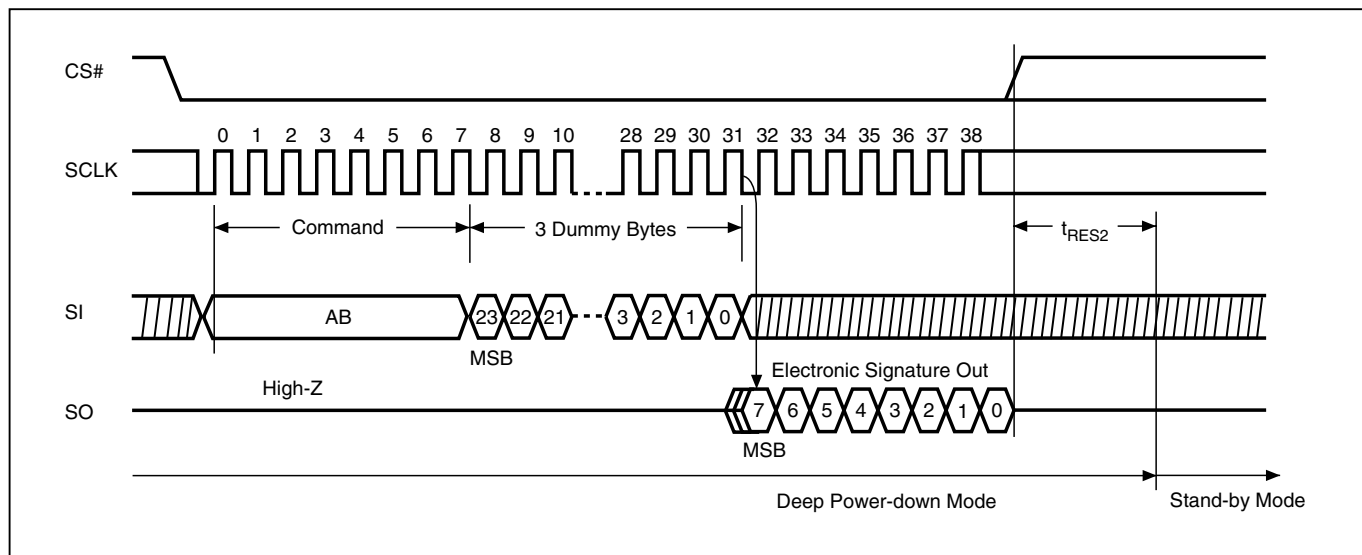 CS#
0 1 2 3 4 5 6 7 8 9 10 28 29 30 31 32 33 34 35 36 37 38
SCLK
Command 3 Dummy Bytes tRES2
SI AB 23 22 21 3 2 1 0
MSB
High-Z Electronic Signature Out
SO 7 6 5 4 3 2 1 0
MSB
Deep Power-down Mode Stand-by Mode